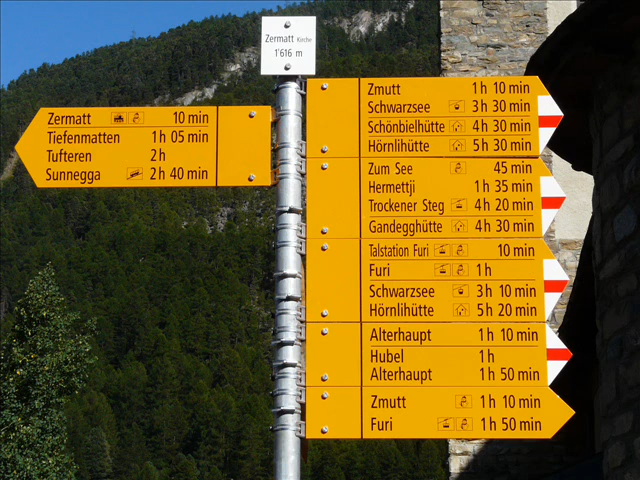 Zermatt Kirche
1'616 m
Zermatt 10 min
Tiefenmatten 1 h 05 min
Tufteren 2 h
Sunnegga 2 h 40 min
Zmutt 1 h 10 min
Schwarzsee 3 h 30 min
Schönbielhütte 4 h 30 min
Hörnlihütte 5 h 30 min
Zum See 45 min
Hermettji 1 h 35 min
Trockener Steg 4 h 20 min
Gandegghütte 4 h 30 min
Talstation Furi 10 min
Furi 1 h
Schwarzsee 3 h 10 min
Hörnlihütte 5 h 20 min
Alterhaupt 1 h 10 min
Hubel 1 h
Alterhaupt 1 h 50 min
Zmutt 1 h 10 min
Furi 1 h 50 min